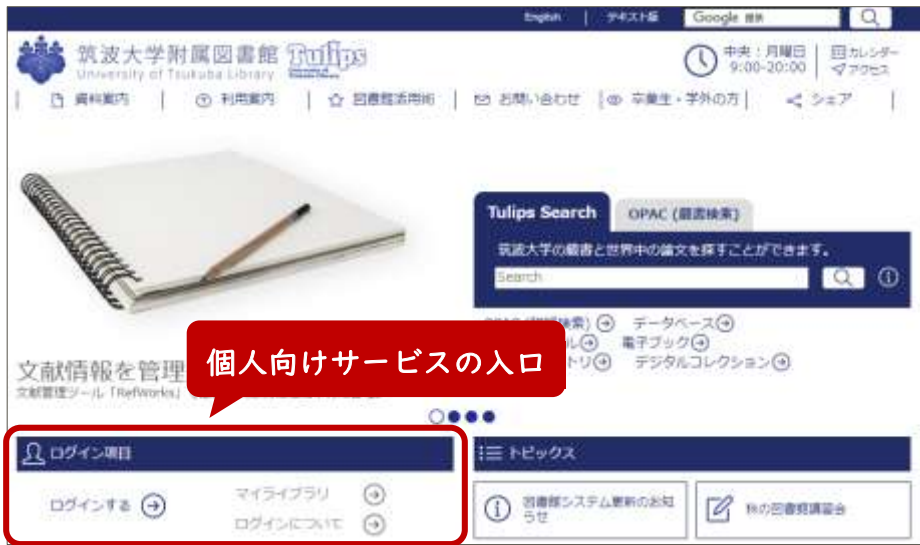 English | テキスト版 Google 提供
筑波大学附属図書館 Tulips
University of Tsukuba Library
中央：月曜日
9:00-20:00
カレンダー
アクセス
資料案内 | 利用案内 | 図書館活用術 | お問い合わせ | 卒業生・学外の方 | シェア
Tulips Search OPAC (蔵書検索)
筑波大学の蔵書と世界中の論文を探すことができます。
Search
データベース
電子ブック
デジタルコレクション
個人向けサービスの入口
文献情報を管理
文献管理ツール「RefWorks」
ログイン項目
ログインする
マイライブラリ
ログインについて
トピックス
図書館システム更新のお知
らせ
秋の図書館講習会